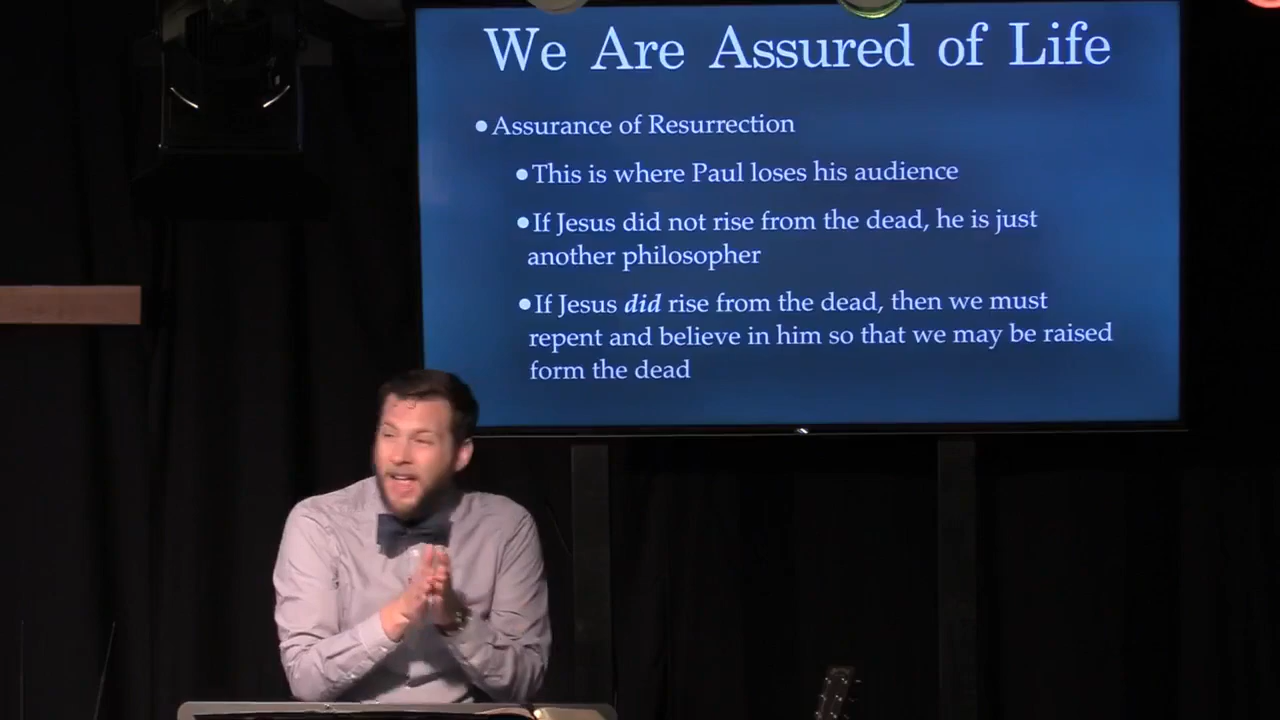 We Are Assured of Life
•Assurance of Resurrection
•This is where Paul loses his audience
•If Jesus did not rise from the dead, he is just
another philosopher
•If Jesus did rise from the dead, then we must
repent and believe in him so that we may be raised
form the dead